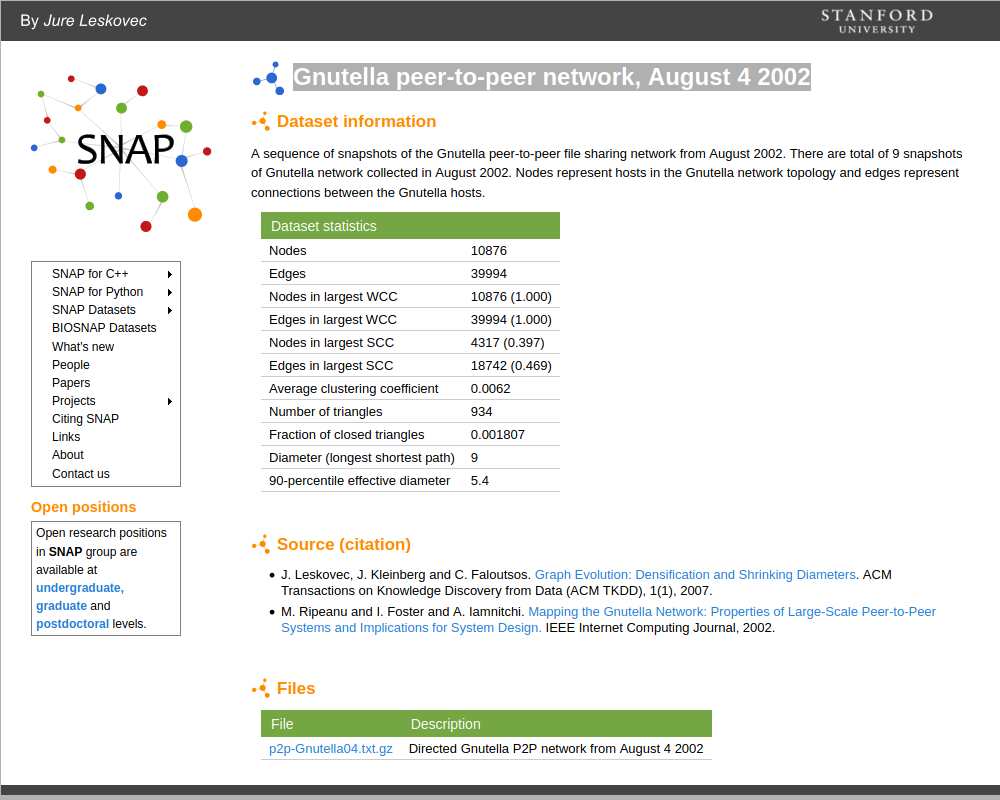 By Jure Leskovec
STANFORD
UNIVERSITY
SNAP
Gnutella peer-to-peer network, August 4 2002
Dataset information
A sequence of snapshots of the Gnutella peer-to-peer file sharing network from August 2002. There are total of 9 snapshots
of Gnutella network collected in August 2002. Nodes represent hosts in the Gnutella network topology and edges represent
connections between the Gnutella hosts.
Dataset statistics
Nodes 10876
Edges 39994
Nodes in largest WCC 10876 (1.000)
Edges in largest WCC 39994 (1.000)
Nodes in largest SCC 4317 (0.397)
Edges in largest SCC 18742 (0.469)
Average clustering coefficient 0.0062
Number of triangles 934
Fraction of closed triangles 0.001807
Diameter (longest shortest path) 9
90-percentile effective diameter 5.4
SNAP for C++
SNAP for Python
SNAP Datasets
BIOSNAP Datasets
What's new
People
Papers
Projects
Citing SNAP
Links
About
Contact us
Open positions
Open research positions
in SNAP group are
available at
undergraduate,
graduate and
postdoctoral levels.
Source (citation)
J. Leskovec, J. Kleinberg and C. Faloutsos. Graph Evolution: Densification and Shrinking Diameters. ACM
Transactions on Knowledge Discovery from Data (ACM TKDD), 1(1), 2007.
M. Ripeanu and I. Foster and A. Iamnitchi. Mapping the Gnutella Network: Properties of Large-Scale Peer-to-Peer
Systems and Implications for System Design. IEEE Internet Computing Journal, 2002.
Files
File Description
p2p-Gnutella04.txt.gz Directed Gnutella P2P network from August 4 2002